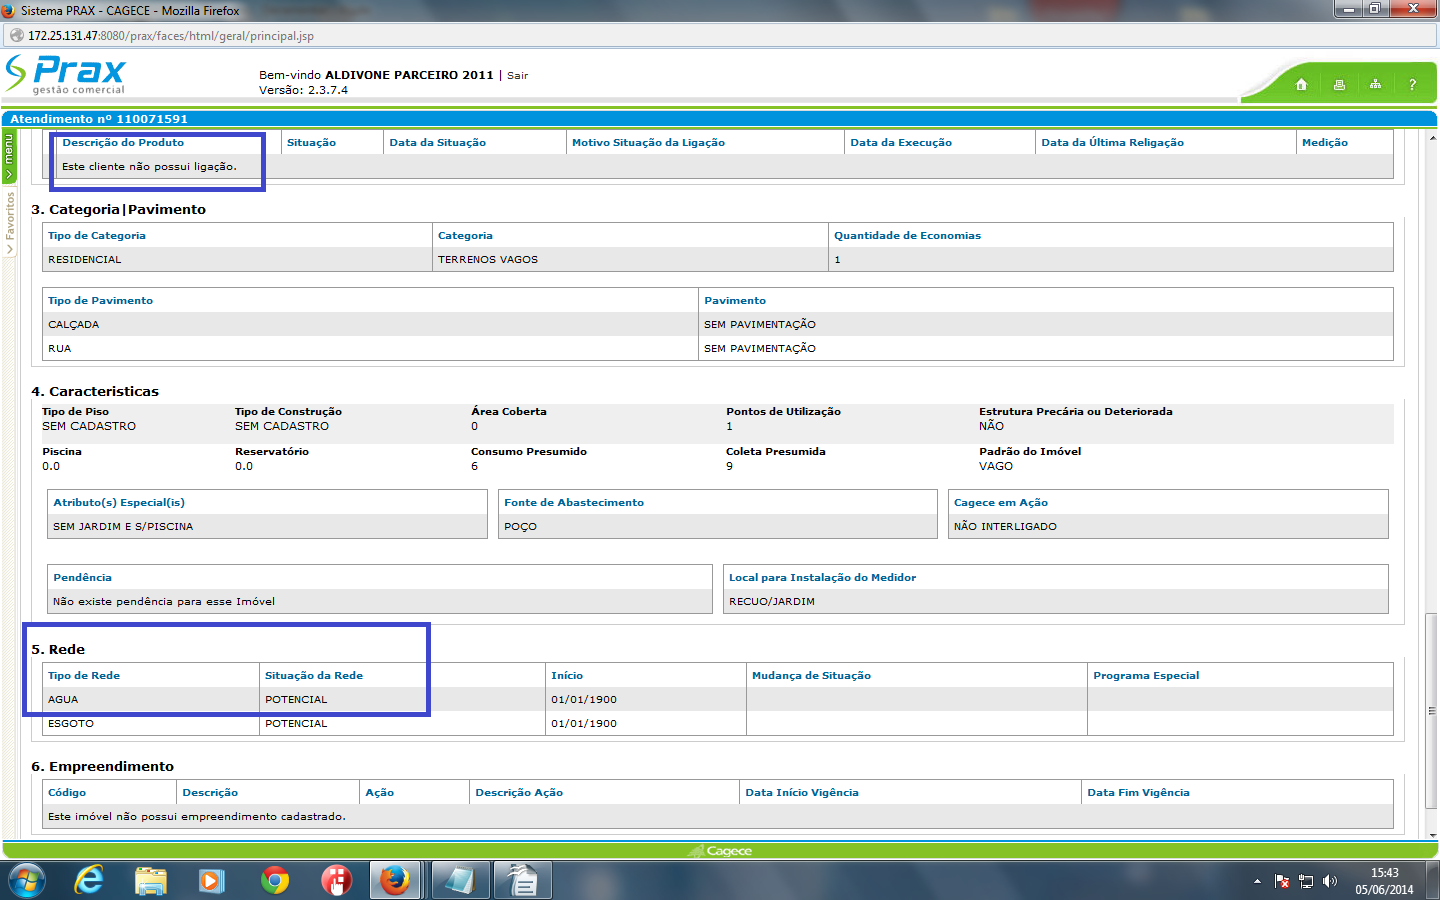 Sistema PRAX - CAGECE - Mozilla Firefox
172.25.131.47:8080/prax/faces/html/geral/principal.jsp
Prax
gestão comercial
Bem-vindo ALDIVONE PARCEIRO 2011 | Sair
Versão: 2.3.7.4
?
Atendimento nº 110071591
menu
Favoritos
Descrição do Produto Situação Data da Situação Motivo Situação da Ligação Data da Execução Data da Última Religação Medição
Este cliente não possui ligação.
3. Categoria|Pavimento
Tipo de Categoria Categoria Quantidade de Economias
RESIDENCIAL TERRENOS VAGOS 1
Tipo de Pavimento Pavimento
CALÇADA SEM PAVIMENTAÇÃO
RUA SEM PAVIMENTAÇÃO
4. Caracteristicas
Tipo de Piso Tipo de Construção Área Coberta Pontos de Utilização Estrutura Precária ou Deteriorada
SEM CADASTRO SEM CADASTRO 0 1 NÃO
Piscina Reservatório Consumo Presumido Coleta Presumida Padrão do Imóvel
0.0 0.0 6 9 VAGO
Atributo(s) Especial(is) Fonte de Abastecimento Cagece em Ação
SEM JARDIM E S/PISCINA POÇO NÃO INTERLIGADO
Pendência Local para Instalação do Medidor
Não existe pendência para esse Imóvel RECUO/JARDIM
5. Rede
Tipo de Rede Situação da Rede Início Mudança de Situação Programa Especial
AGUA POTENCIAL 01/01/1900
ESGOTO POTENCIAL 01/01/1900
6. Empreendimento
Código Descrição Ação Descrição Ação Data Início Vigência Data Fim Vigência
Este imóvel não possui empreendimento cadastrado.
Cagece
15:43
05/06/2014